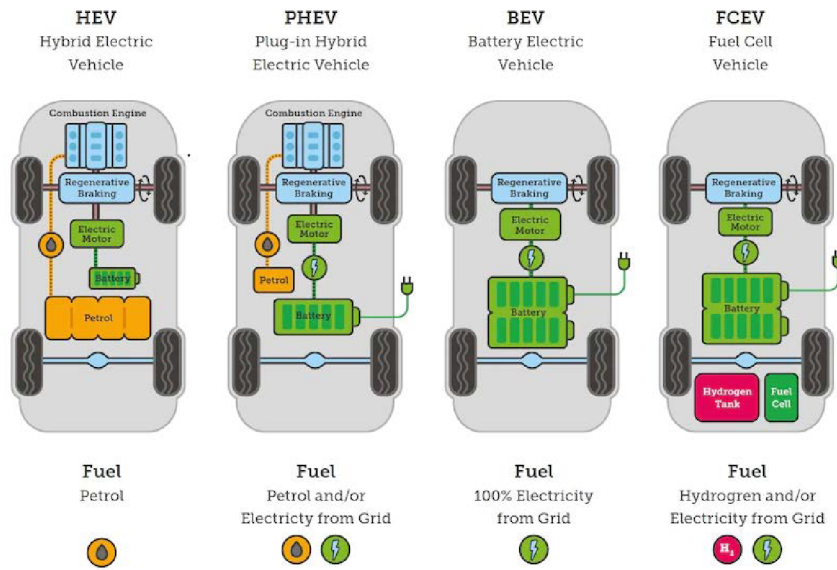 HEV
Hybrid Electric
Vehicle
Combustion Engine
Regenerative
Braking
Electric
Motor
Battery
Petrol
Fuel
Petrol
PHEV
Plug-in Hybrid
Electric Vehicle
Combustion Engine
Regenerative
Braking
Electric
Motor
Petrol
Battery
Fuel
Petrol and/or
Electricty from Grid
BEV
Battery Electric
Vehicle
Regenerative
Braking
Electric
Motor
Battery
Fuel
100% Electricity
from Grid
FCEV
Fuel Cell
Vehicle
Regenerative
Braking
Electric
Motor
Battery
Hydrogen
Tank
Fuel
Cell
Fuel
Hydrogren and/or
Electricity from Grid
H₂